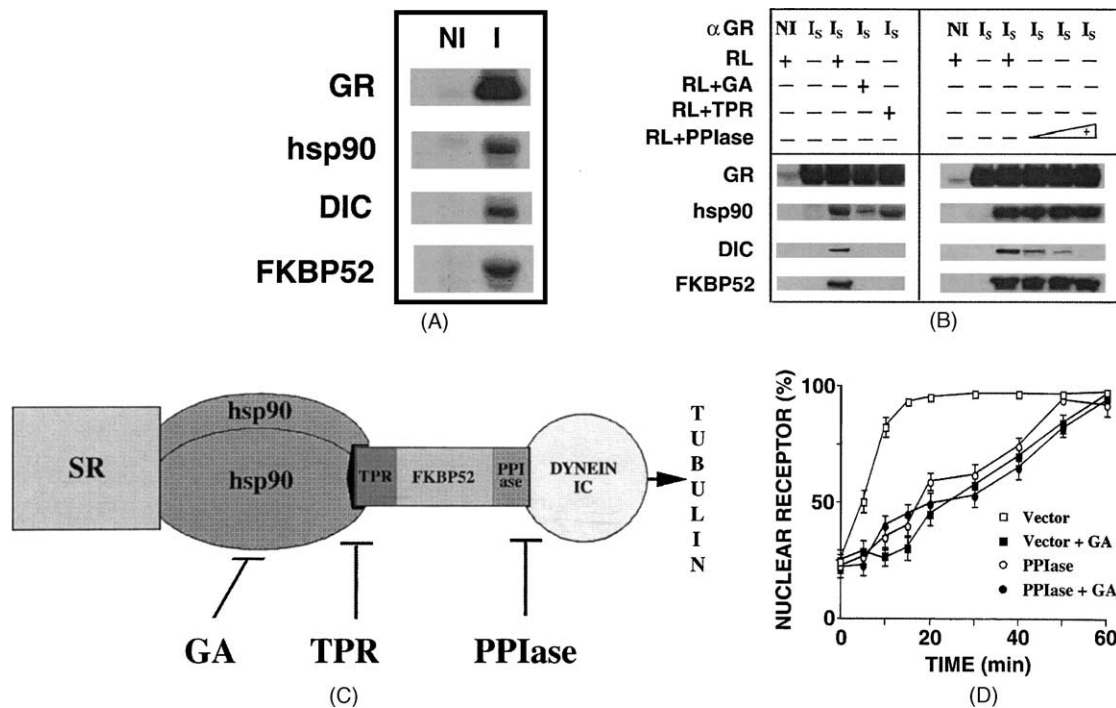 NI I
GR
hsp90
DIC
FKBP52
(A)
αGR NI Is Is Is Is NI Is Is Is Is Is
RL + – + – – + – + – – –
RL+GA – – – + – – – – – – –
RL+TPR – – – – + – – – – – –
RL+PPIase – – – – – – – – +
GR
hsp90
DIC
FKBP52
(B)
SR
hsp90
hsp90
TPR
FKBP52
PPI
ase
DYNEIN
IC
TUBULIN
GA TPR PPIase
(C)
NUCLEAR RECEPTOR (%)
100
50
0
Vector
Vector + GA
PPIase
PPIase + GA
0 20 40 60
TIME (min)
(D)